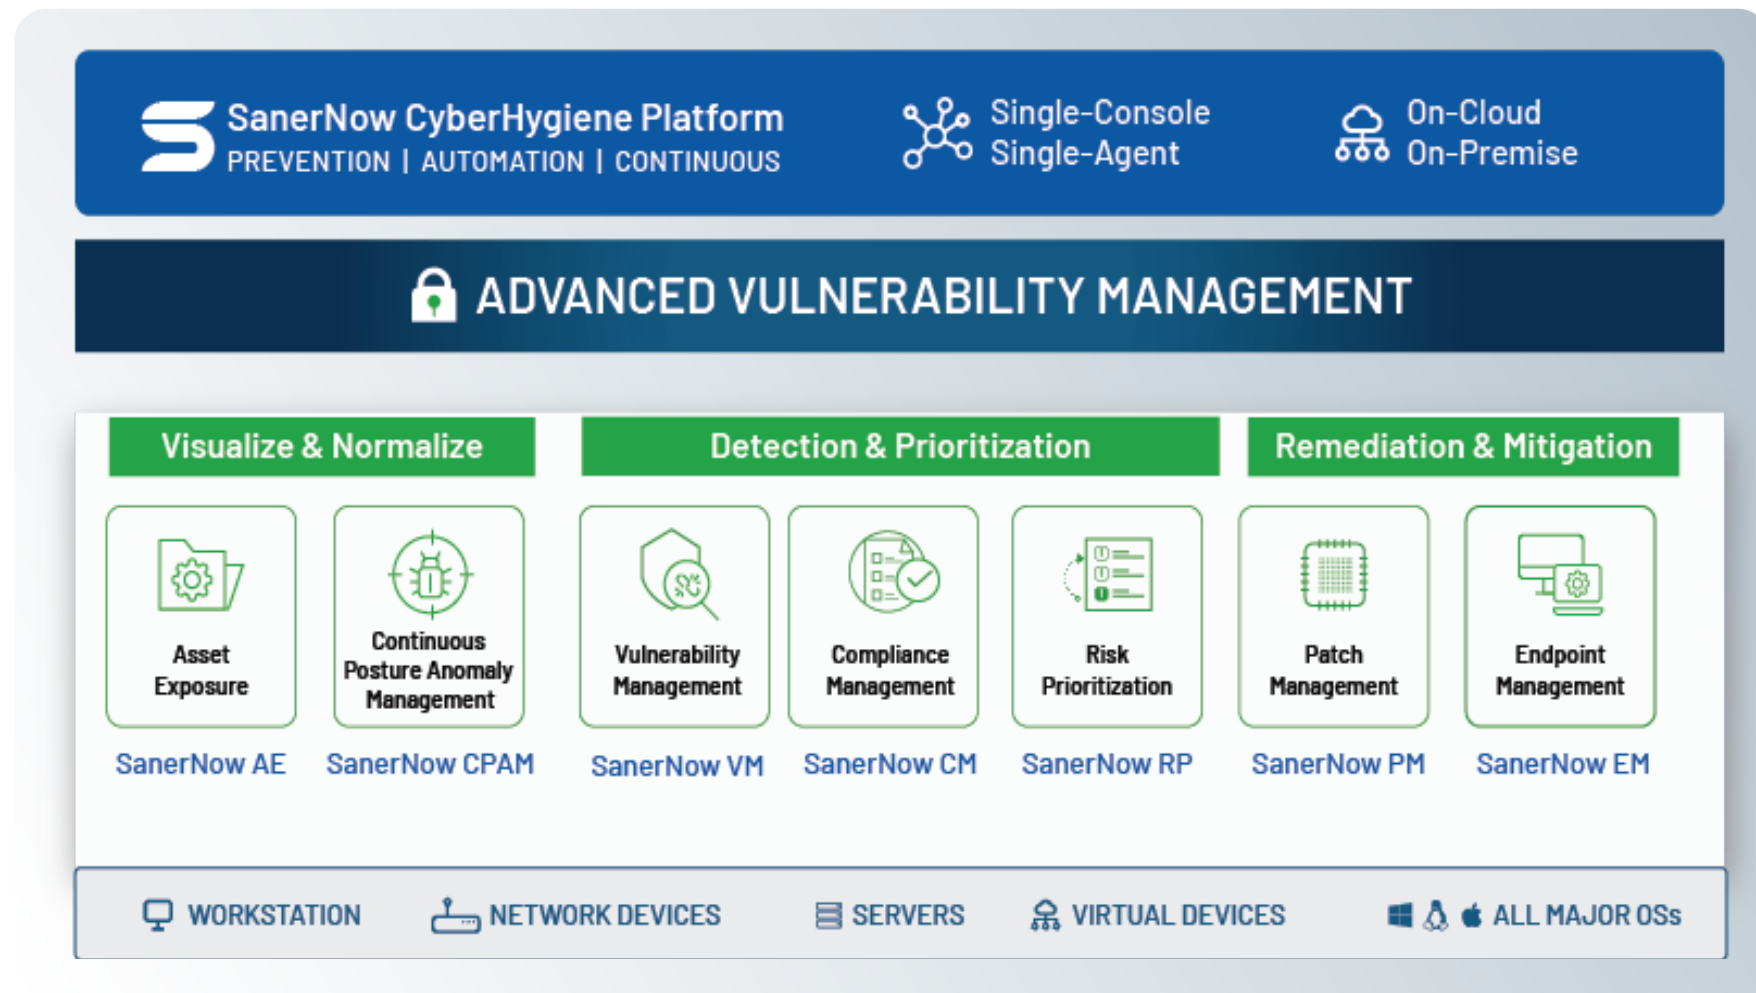 SanerNow CyberHygiene Platform
PREVENTION | AUTOMATION | CONTINUOUS
Single-Console
Single-Agent
On-Cloud
On-Premise
ADVANCED VULNERABILITY MANAGEMENT
Visualize & Normalize
Asset
Exposure
SanerNow AE
Continuous
Posture Anomaly
Management
SanerNow CPAM
Detection & Prioritization
Vulnerability
Management
SanerNow VM
Compliance
Management
SanerNow CM
Risk
Prioritization
SanerNow RP
Remediation & Mitigation
Patch
Management
SanerNow PM
Endpoint
Management
SanerNow EM
WORKSTATION
NETWORK DEVICES
SERVERS
VIRTUAL DEVICES
ALL MAJOR OSs